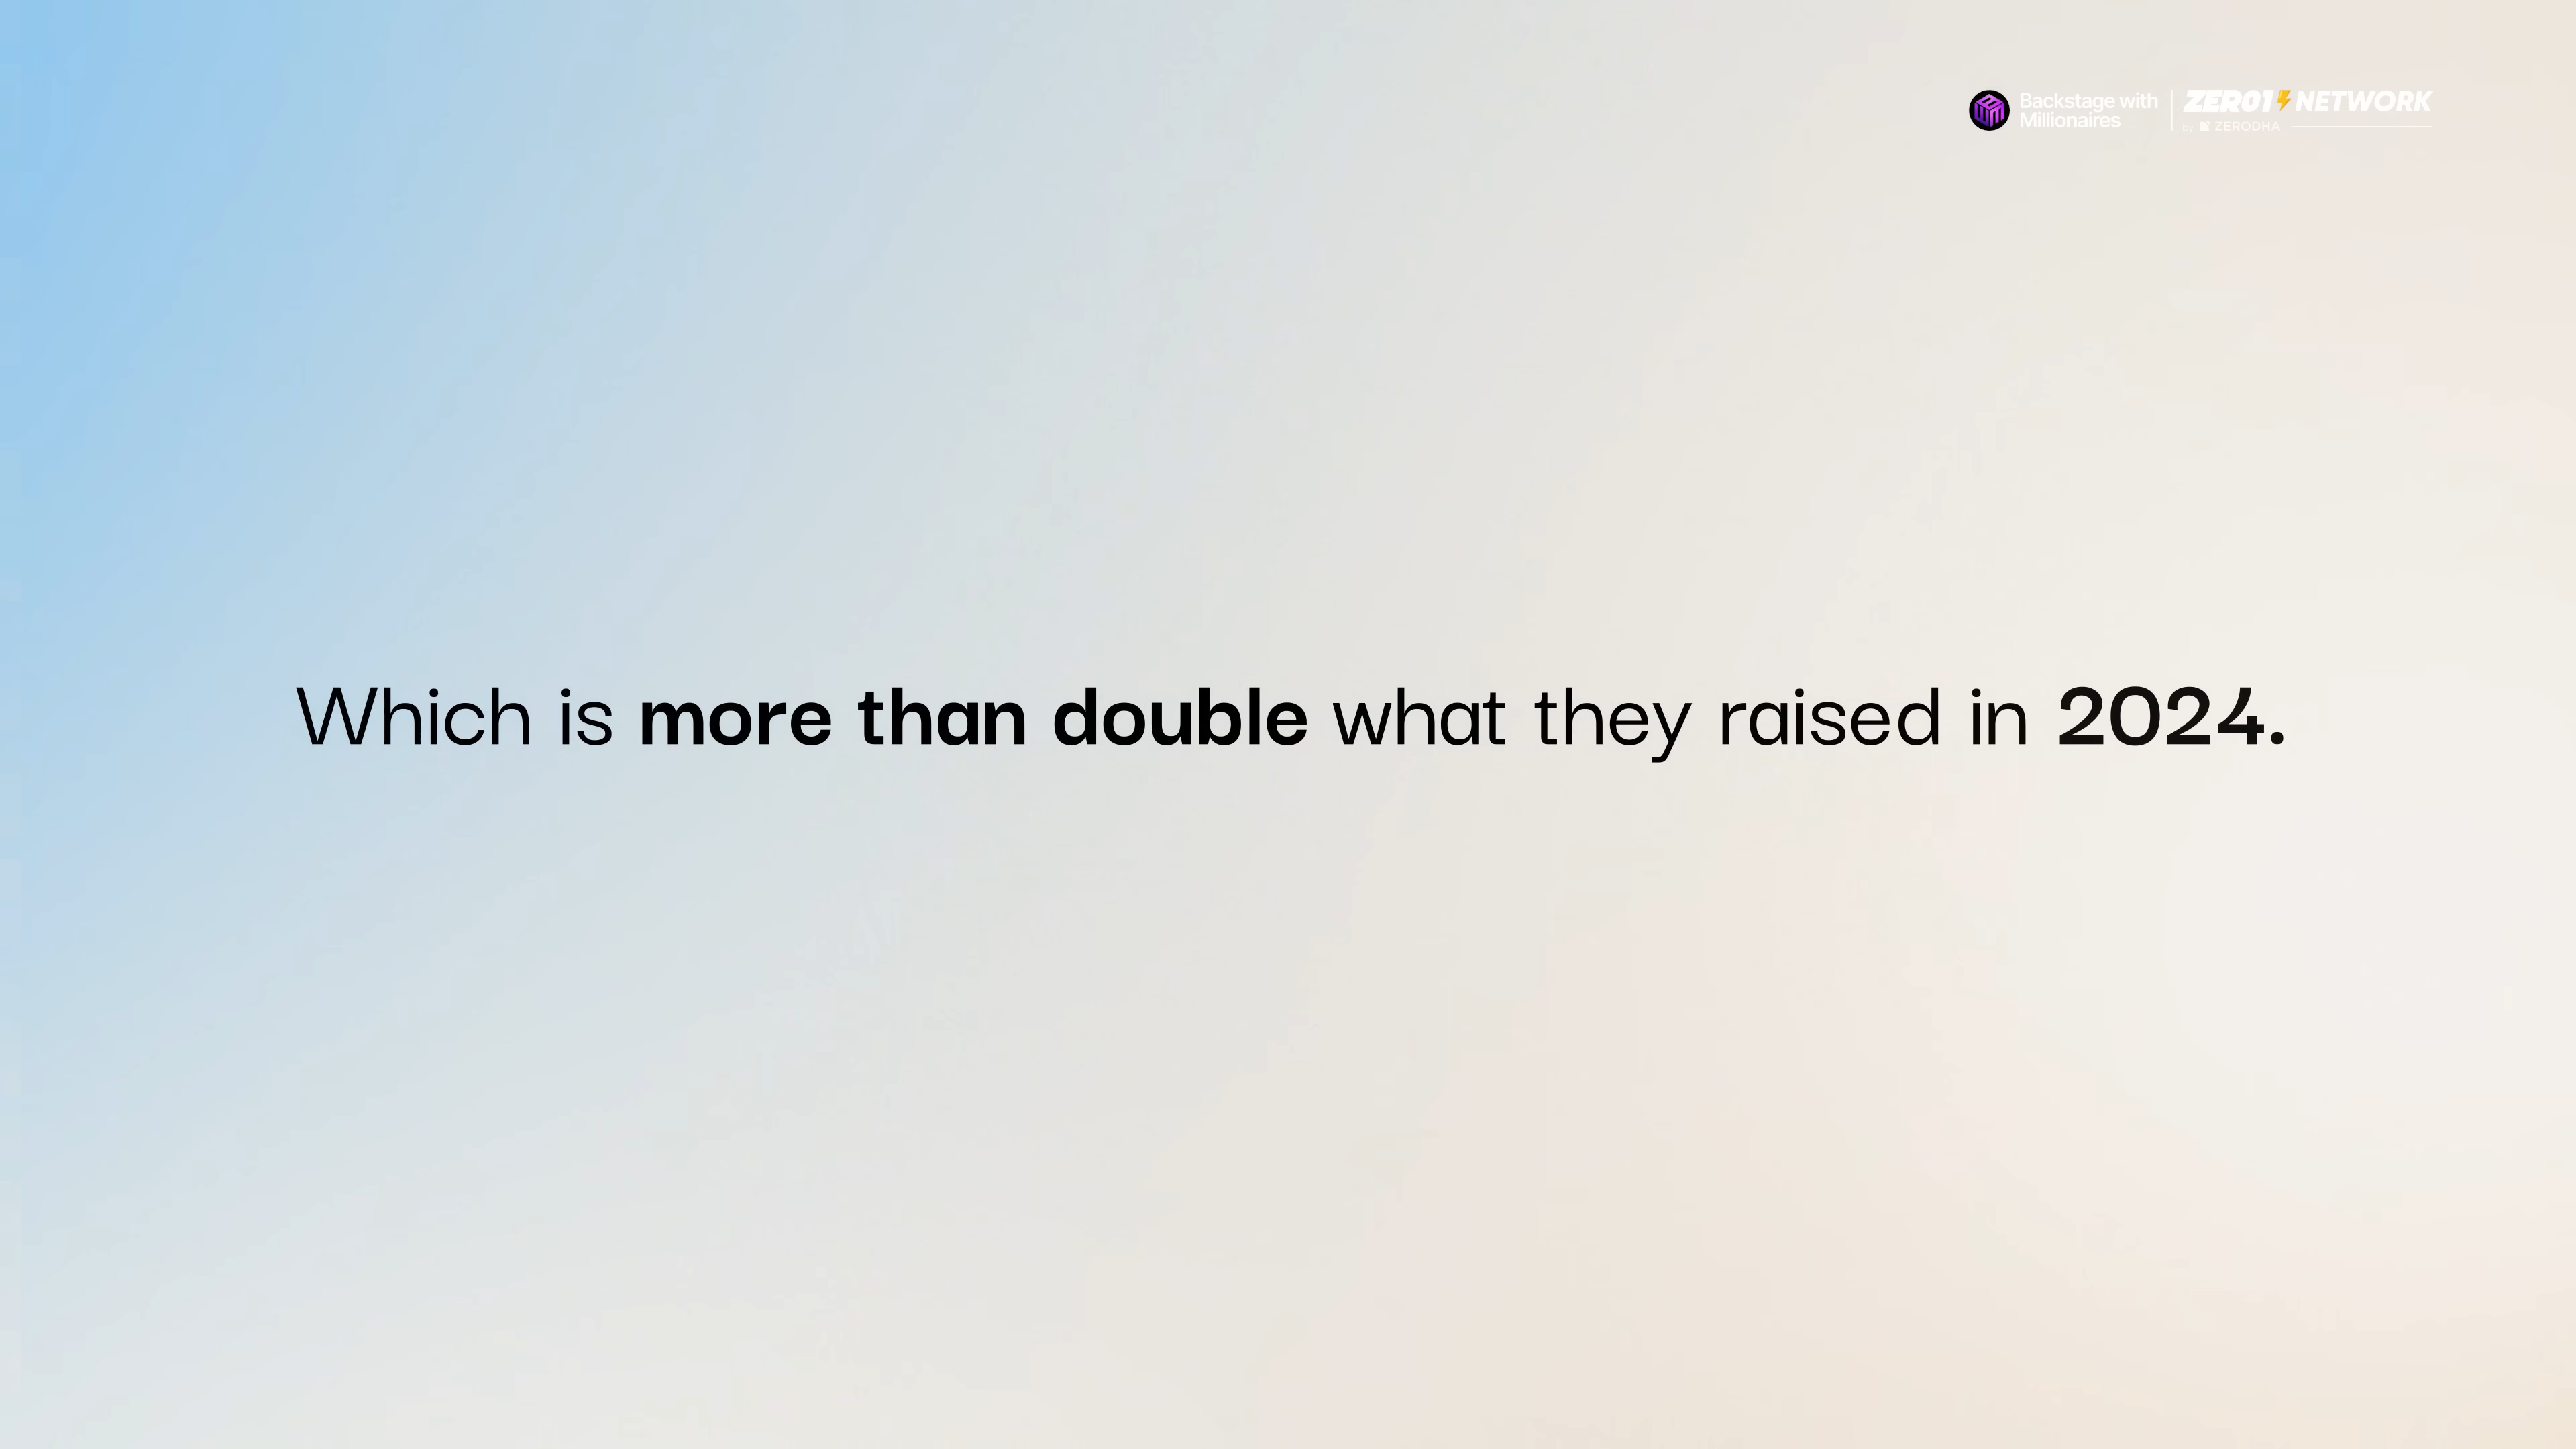 Backstage with
Millionaires
ZERO1 NETWORK
by ZERODHA
Which is more than double what they raised in 2024.